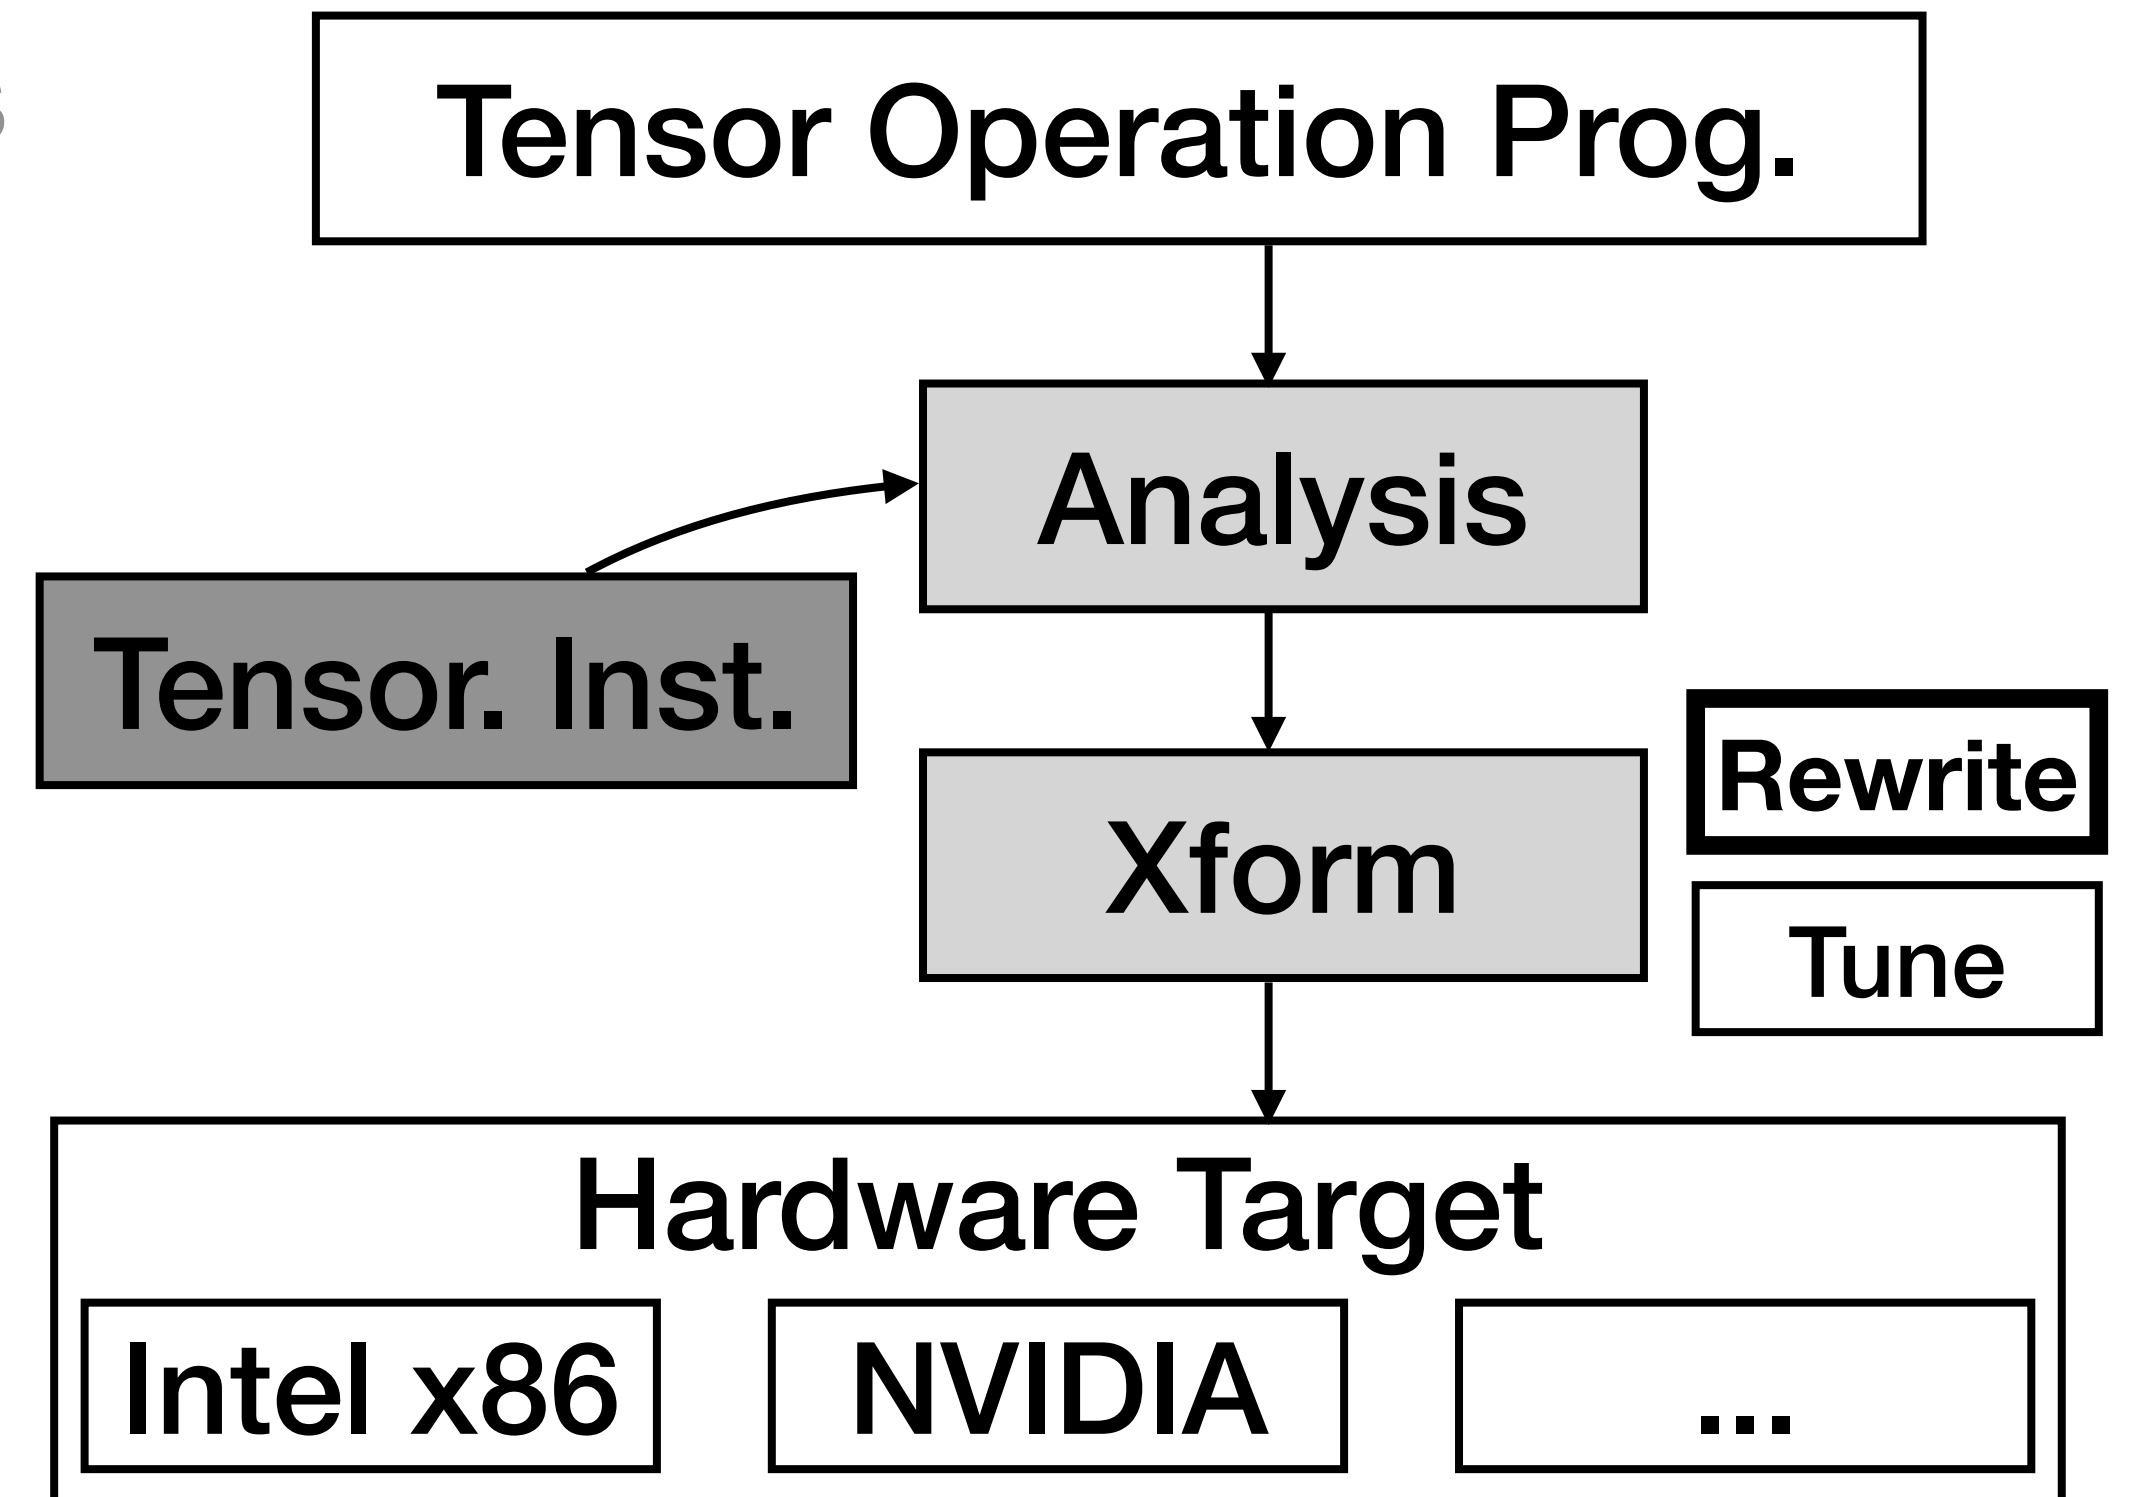 Tensor Operation Prog.
Analysis
Tensor. Inst.
Xform
Rewrite
Tune
Hardware Target
Intel x86
NVIDIA
...